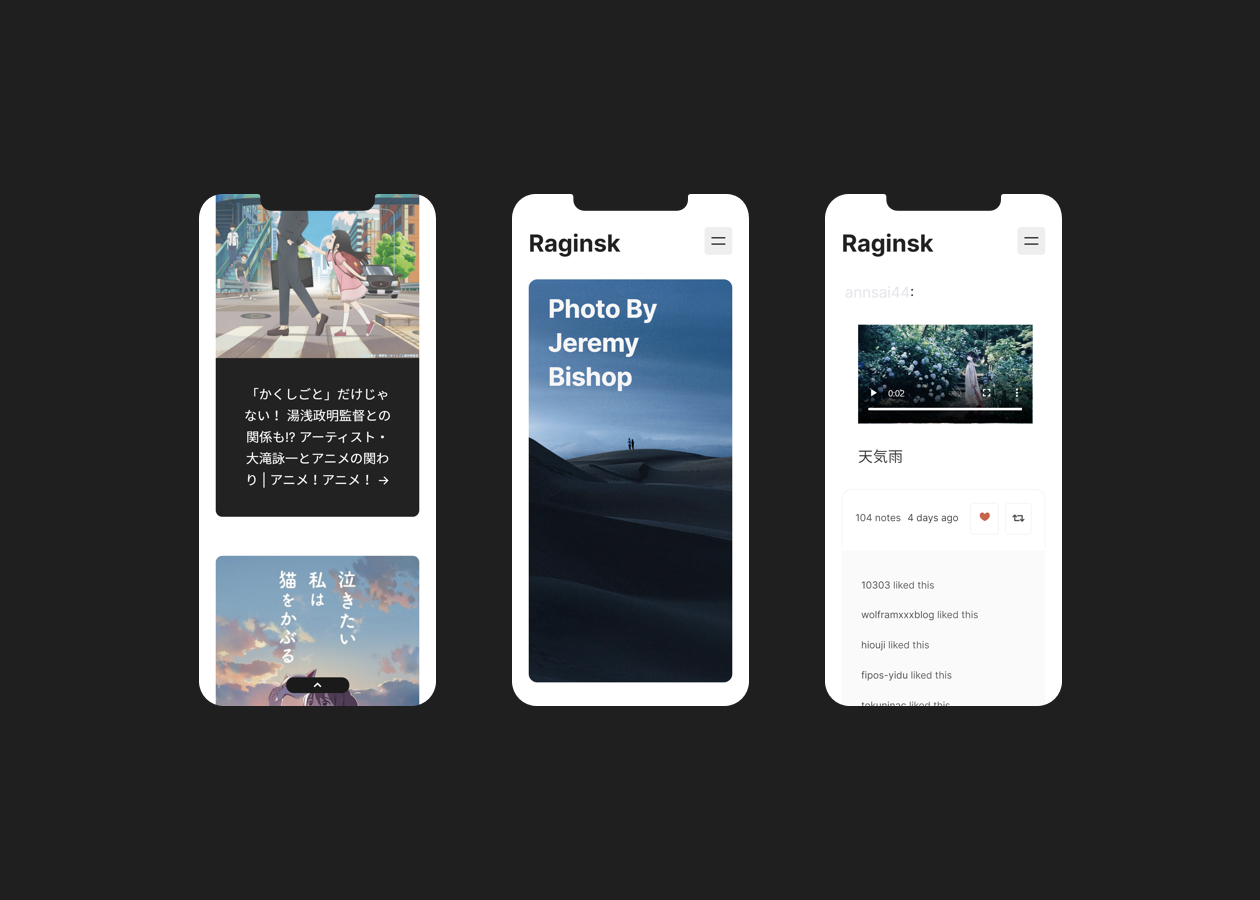 「かくしごと」だけじゃ
ない！ 湯浅政明監督との
関係も!? アーティスト・
大滝詠一とアニメの関わ
り | アニメ！アニメ！ →
泣きたい
私は
猫をかぶる
Raginsk
Photo By
Jeremy
Bishop
Raginsk
annsai44:
0:02
天気雨
104 notes 4 days ago
10303 liked this
wolframxxxblog liked this
hiouji liked this
fipos-yidu liked this
tokuninac liked this